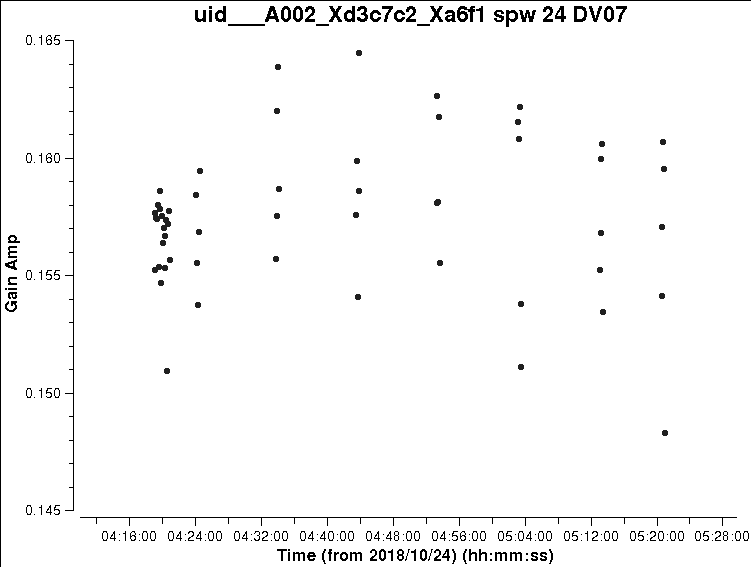 uid___A002_Xd3c7c2_Xa6f1 spw 24 DV07
0.165
0.160
0.155
0.150
0.145
Gain Amp
04:16:00 04:24:00 04:32:00 04:40:00 04:48:00 04:56:00 05:04:00 05:12:00 05:20:00 05:28:00
Time (from 2018/10/24) (hh:mm:ss)